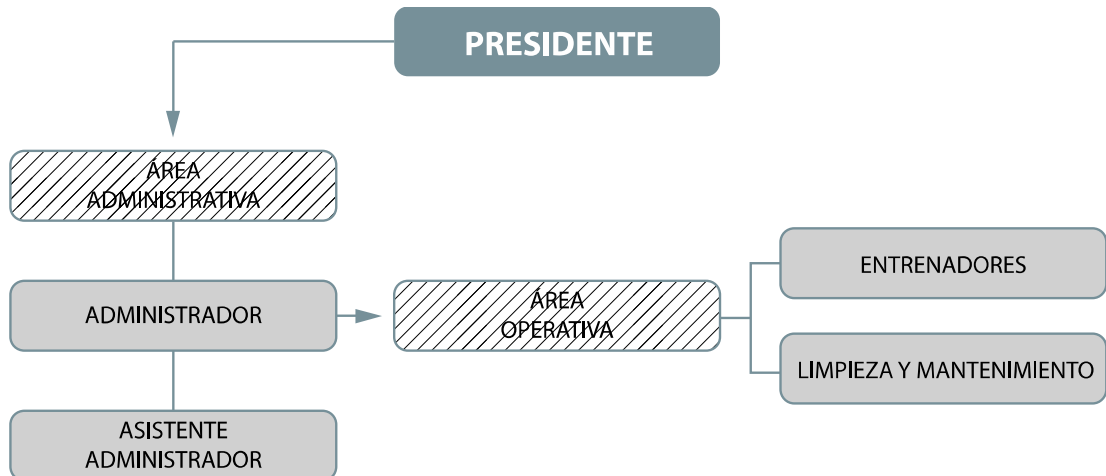 PRESIDENTE
ÁREA
ADMINISTRATIVA
ADMINISTRADOR
ASISTENTE
ADMINISTRADOR
ÁREA
OPERATIVA
ENTRENADORES
LIMPIEZA Y MANTENIMIENTO